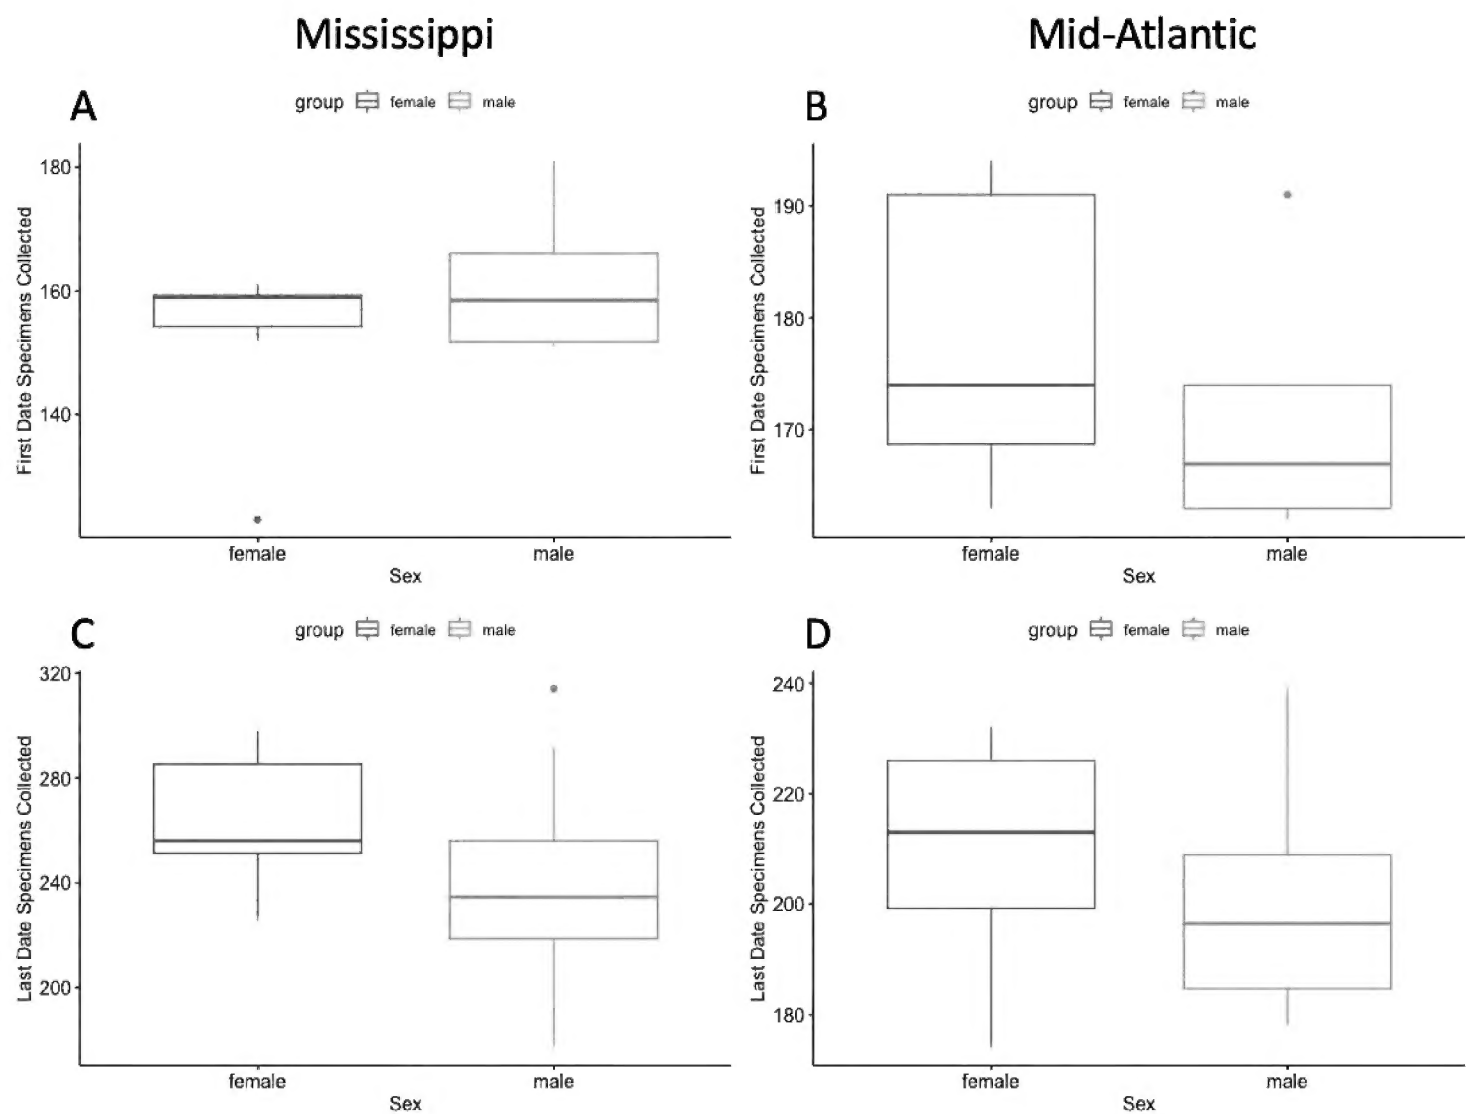 Mississippi
Mid-Atlantic
A
group female male
First Date Specimens Collected
180
160
140
female male
Sex
B
group female male
First Date Specimens Collected
190
180
170
female male
Sex
C
group female male
Last Date Specimens Collected
320
280
240
200
female male
Sex
D
group female male
Last Date Specimens Collected
240
220
200
180
female male
Sex